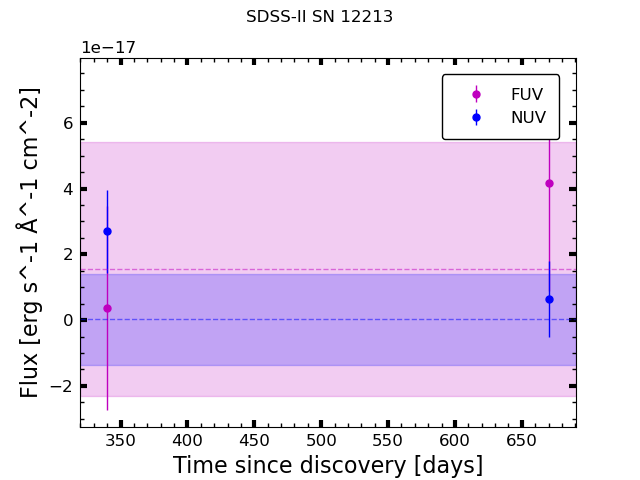 SDSS-II SN 12213
1e−17
FUV
NUV
6
4
2
0
−2
350
400
450
500
550
600
650
Time since discovery [days]
Flux [erg s^-1 Å^-1 cm^-2]